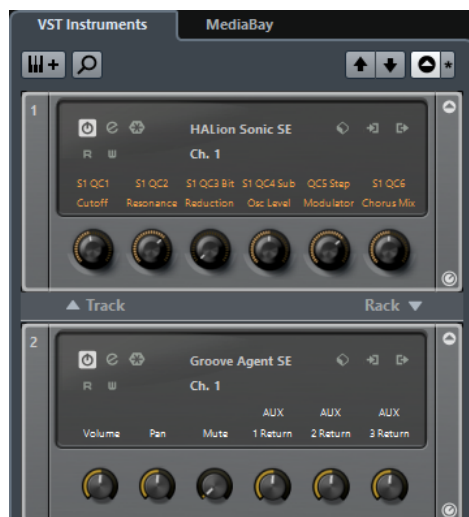 VST Instruments MediaBay
+ *
1
HALion Sonic SE
R W Ch. 1
S1 QC1 S1 QC2 S1 QC3 Bit S1 QC4 Sub QC5 Step S1 QC6
Cutoff Resonance Reduction Osc Level Modulator Chorus Mix
Track Rack
2
Groove Agent SE
R W Ch. 1
AUX AUX AUX
Volume Pan Mute 1 Return 2 Return 3 Return